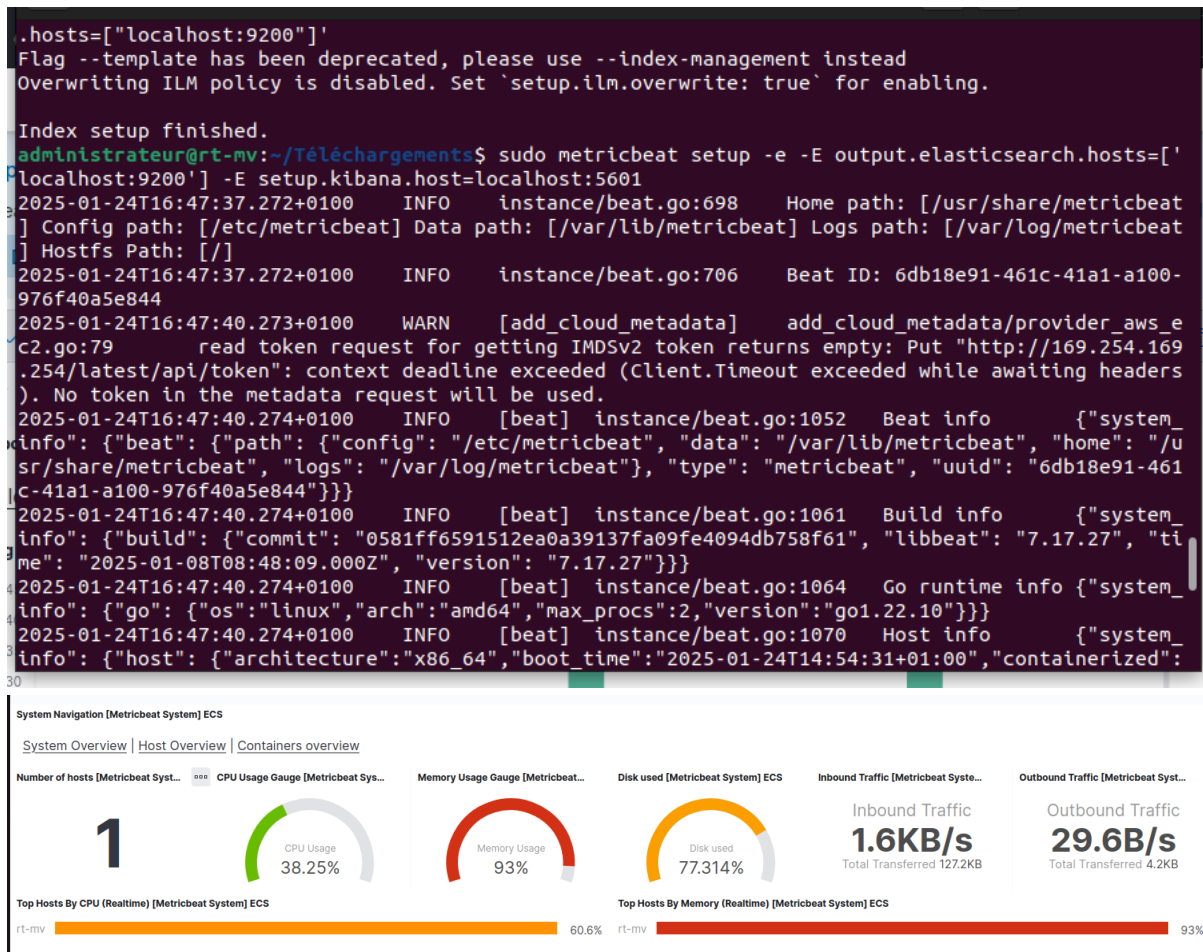 .hosts=["localhost:9200"]'
Flag --template has been deprecated, please use --index-management instead
Overwriting ILM policy is disabled. Set `setup.ilm.overwrite: true` for enabling.
Index setup finished.
administrateur@rt-mv:~/Téléchargements$ sudo metricbeat setup -e -E output.elasticsearch.hosts=['
localhost:9200'] -E setup.kibana.host=localhost:5601
2025-01-24T16:47:37.272+0100 INFO instance/beat.go:698 Home path: [/usr/share/metricbeat
] Config path: [/etc/metricbeat] Data path: [/var/lib/metricbeat] Logs path: [/var/log/metricbeat
] Hostfs Path: [/]
2025-01-24T16:47:37.272+0100 INFO instance/beat.go:706 Beat ID: 6db18e91-461c-41a1-a100-
976f40a5e844
2025-01-24T16:47:40.273+0100 WARN [add_cloud_metadata] add_cloud_metadata/provider_aws_e
c2.go:79 read token request for getting IMDSv2 token returns empty: Put "http://169.254.169
.254/latest/api/token": context deadline exceeded (Client.Timeout exceeded while awaiting headers
). No token in the metadata request will be used.
2025-01-24T16:47:40.274+0100 INFO [beat] instance/beat.go:1052 Beat info {"system_
info": {"beat": {"path": {"config": "/etc/metricbeat", "data": "/var/lib/metricbeat", "home": "/u
sr/share/metricbeat", "logs": "/var/log/metricbeat"}, "type": "metricbeat", "uuid": "6db18e91-461
c-41a1-a100-976f40a5e844"}}}
2025-01-24T16:47:40.274+0100 INFO [beat] instance/beat.go:1061 Build info {"system_
info": {"build": {"commit": "0581ff6591512ea0a39137fa09fe4094db758f61", "libbeat": "7.17.27", "ti
me": "2025-01-08T08:48:09.000Z", "version": "7.17.27"}}}
2025-01-24T16:47:40.274+0100 INFO [beat] instance/beat.go:1064 Go runtime info {"system_
info": {"go": {"os":"linux","arch":"amd64","max_procs":2,"version":"go1.22.10"}}}
2025-01-24T16:47:40.274+0100 INFO [beat] instance/beat.go:1070 Host info {"system_
info": {"host": {"architecture":"x86_64","boot_time":"2025-01-24T14:54:31+01:00","containerized":
30
System Navigation [Metricbeat System] ECS
System Overview | Host Overview | Containers overview
Number of hosts [Metricbeat Syst...
1
CPU Usage Gauge [Metricbeat Sys...
CPU Usage
38.25%
Memory Usage Gauge [Metricbeat...
Memory Usage
93%
Disk used [Metricbeat System] ECS
Disk used
77.314%
Inbound Traffic [Metricbeat Syste...
Inbound Traffic
1.6KB/s
Total Transferred 127.2KB
Outbound Traffic [Metricbeat Syst...
Outbound Traffic
29.6B/s
Total Transferred 4.2KB
Top Hosts By CPU (Realtime) [Metricbeat System] ECS
rt-mv 60.6%
Top Hosts By Memory (Realtime) [Metricbeat System] ECS
rt-mv 93%